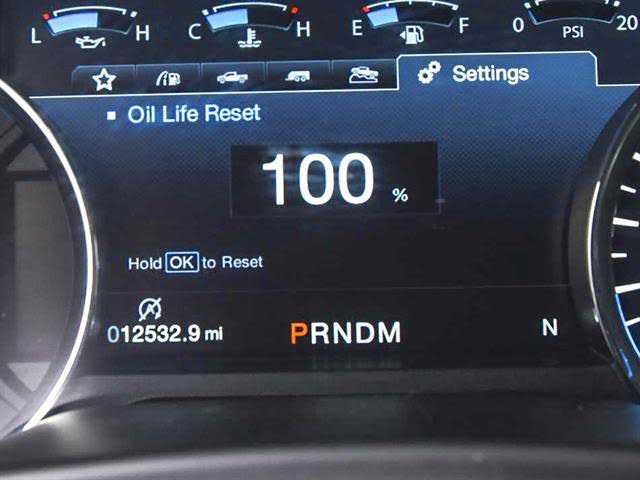 L H C H E F 0 20
PSI
Settings
Oil Life Reset
100 %
Hold OK to Reset
012532.9 mi PRNDM N